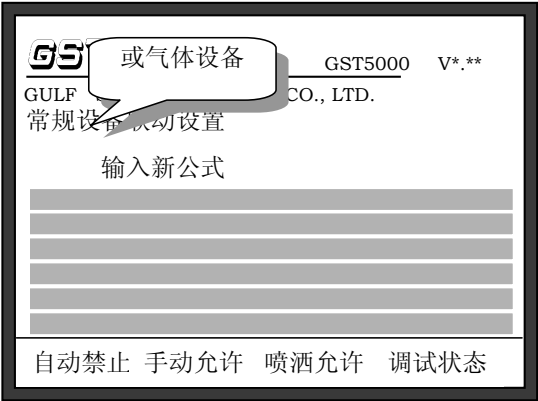 GS
或气体设备
GST5000 V*.**
GULF CO., LTD.
常规设备联动设置
输入新公式
自动禁止 手动允许 喷洒允许 调试状态